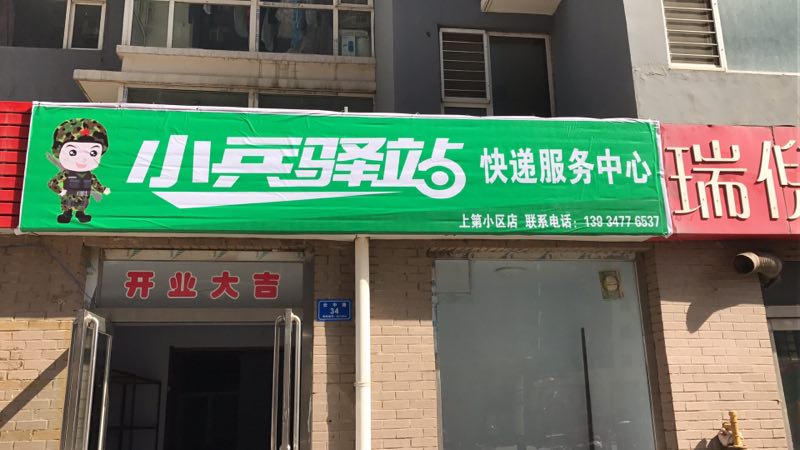 小兵驿站 快递服务中心
上第小区店 联系电话：139 3477 6537
瑞
开业大吉
34